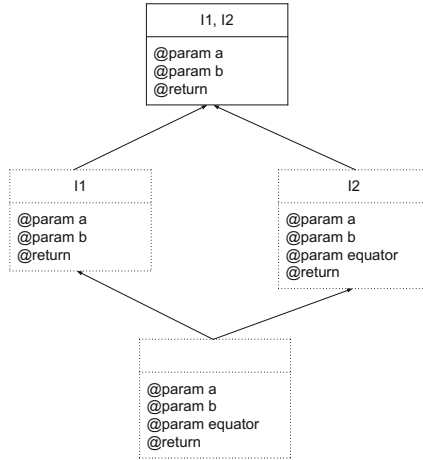 I1, I2
@param a
@param b
@return
I1
@param a
@param b
@return
I2
@param a
@param b
@param equator
@return
@param a
@param b
@param equator
@return